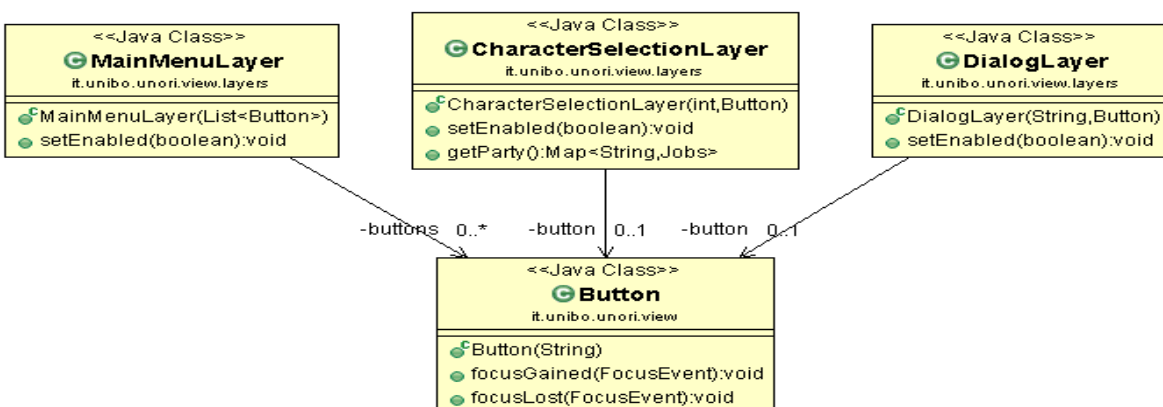 <<Java Class>>
MainMenuLayer
it.unibo.unori.view.layers
MainMenuLayer(List<Button>)
setEnabled(boolean):void
<<Java Class>>
CharacterSelectionLayer
it.unibo.unori.view.layers
CharacterSelectionLayer(int,Button)
setEnabled(boolean):void
getParty():Map<String,Jobs>
<<Java Class>>
DialogLayer
it.unibo.unori.view.layers
DialogLayer(String,Button)
setEnabled(boolean):void
-buttons 0..*
-button 0..1
-button 0..1
<<Java Class>>
Button
it.unibo.unori.view
Button(String)
focusGained(FocusEvent):void
focusLost(FocusEvent):void